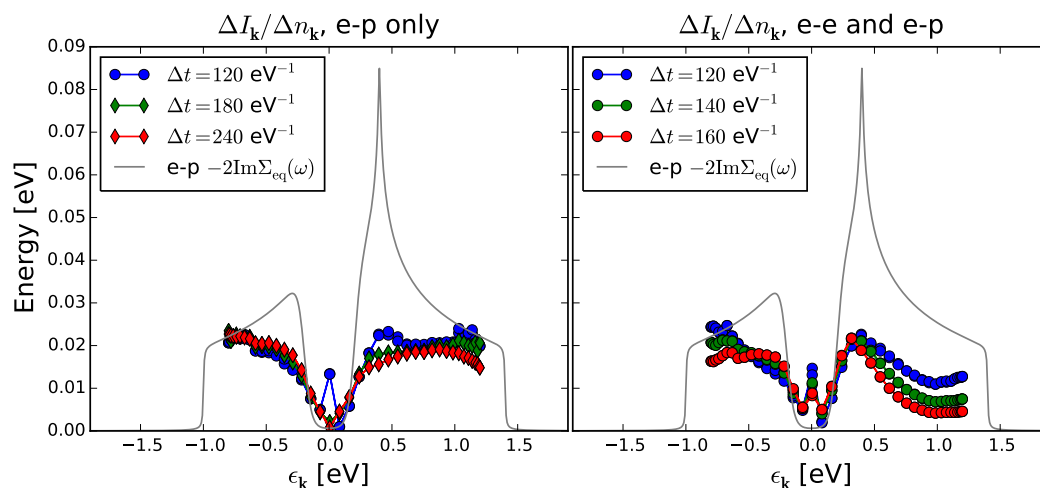 ΔI_k/Δn_k, e-p only
ΔI_k/Δn_k, e-e and e-p
Energy [eV]
0.09
0.08
0.07
0.06
0.05
0.04
0.03
0.02
0.01
0.00
Δt=120 eV⁻¹
Δt=180 eV⁻¹
Δt=240 eV⁻¹
e-p −2ImΣ_eq(ω)
Δt=120 eV⁻¹
Δt=140 eV⁻¹
Δt=160 eV⁻¹
e-p −2ImΣ_eq(ω)
−1.5 −1.0 −0.5 0.0 0.5 1.0 1.5
−1.5 −1.0 −0.5 0.0 0.5 1.0 1.5
ϵ_k [eV]
ϵ_k [eV]